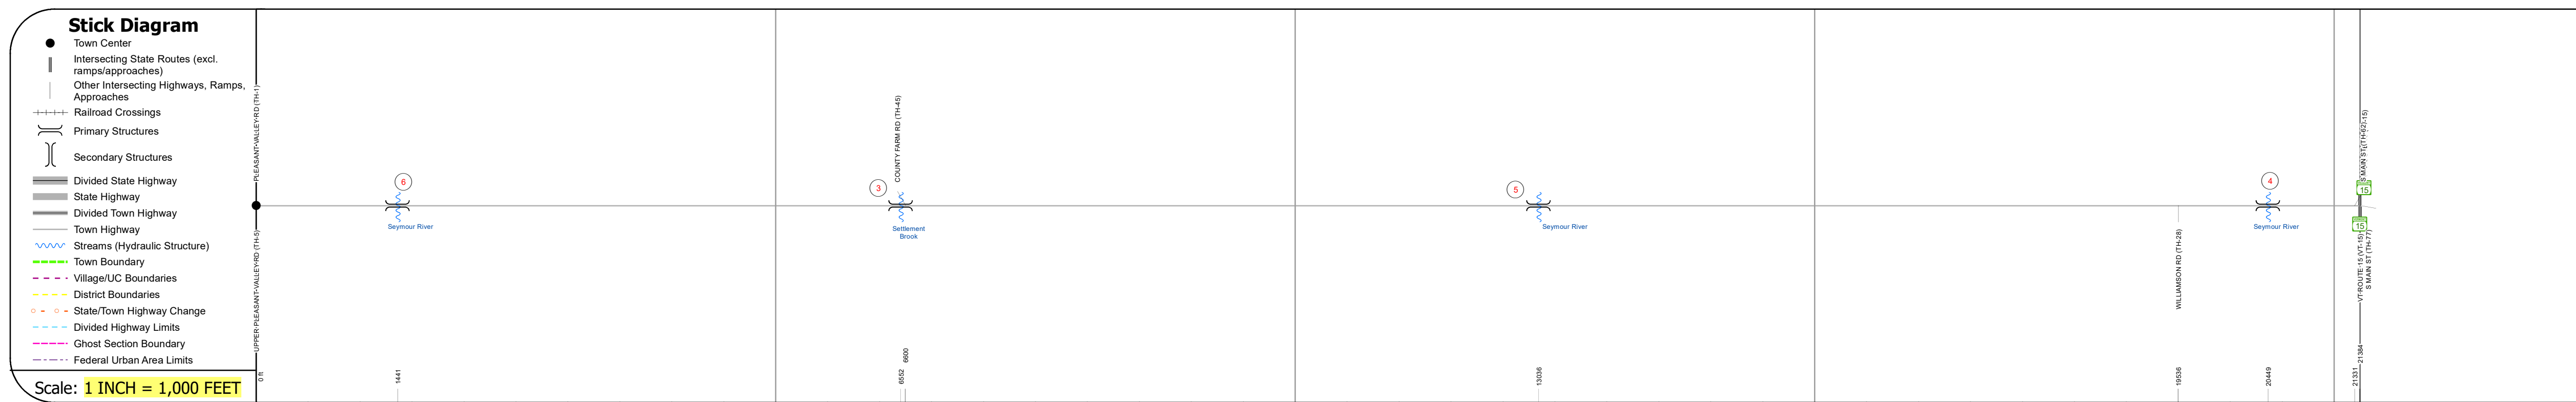 Stick Diagram
Town Center
Intersecting State Routes (excl.
ramps/approaches)
Other Intersecting Highways, Ramps,
Approaches
Railroad Crossings
Primary Structures
Secondary Structures
Divided State Highway
State Highway
Divided Town Highway
Town Highway
Streams (Hydraulic Structure)
Town Boundary
Village/UC Boundaries
District Boundaries
State/Town Highway Change
Divided Highway Limits
Ghost Section Boundary
Federal Urban Area Limits
Scale: 1 INCH = 1,000 FEET
PLEASANT VALLEY RD (TH-1)
UPPER PLEASANT VALLEY RD (TH-5)
0 ft
6
Seymour River
1441
COUNTY FARM RD (TH-45)
3
Settlement
Brook
6552
6600
5
Seymour River
13036
WILLIAMSON RD (TH-28)
19536
4
Seymour River
20449
S MAIN ST (TH-62)
15
15
VT ROUTE 15 (VT-15)
S MAIN ST (TH-77)
21331
21384